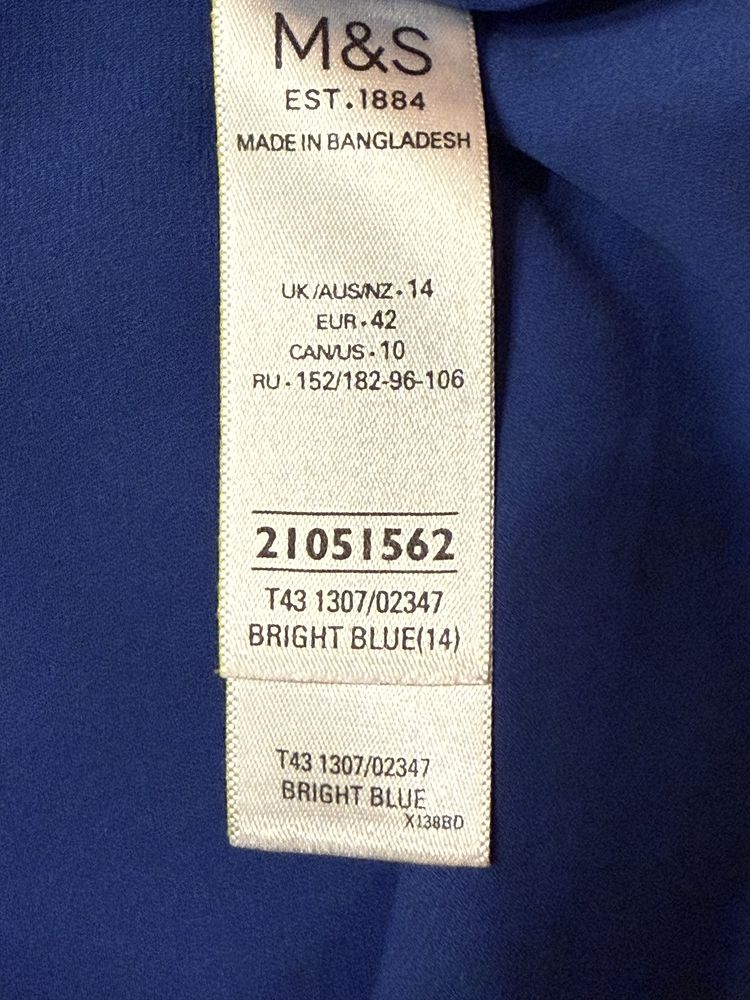 M&S
EST.1884
MADE IN BANGLADESH
UK/AUS/NZ·14
EUR·42
CAN/US·10
RU·152/182-96-106
21051562
T43 1307/02347
BRIGHT BLUE(14)
T43 1307/02347
BRIGHT BLUE
X138BD